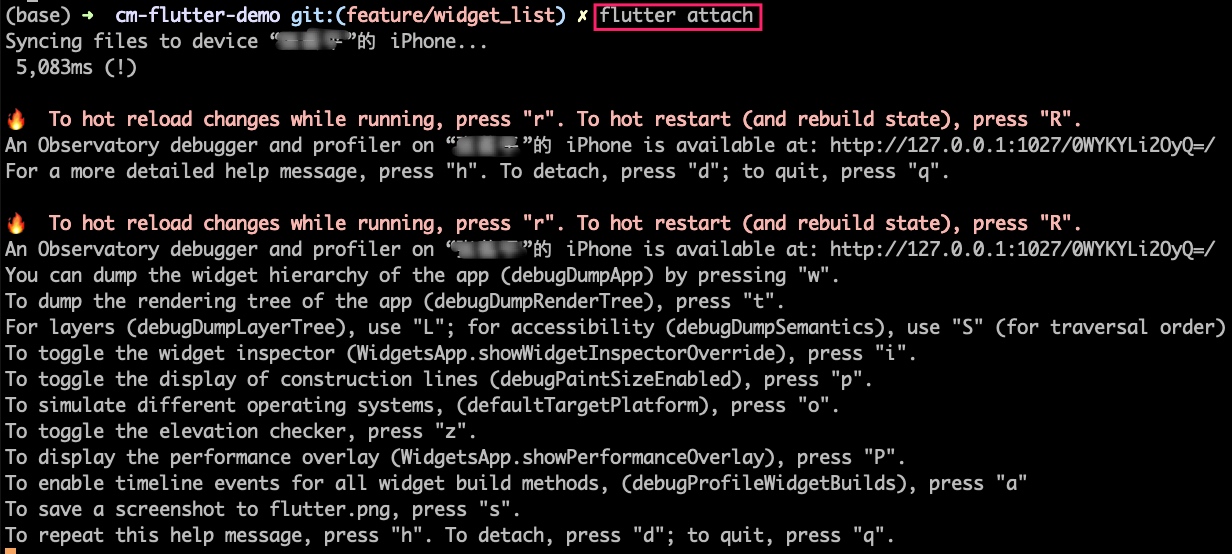 (base) ➜ cm-flutter-demo git:(feature/widget_list) ✗ flutter attach
Syncing files to device “”的 iPhone...
5,083ms (!)
🔥 To hot reload changes while running, press "r". To hot restart (and rebuild state), press "R".
An Observatory debugger and profiler on “”的 iPhone is available at: http://127.0.0.1:1027/0WYKYLi2OyQ=/
For a more detailed help message, press "h". To detach, press "d"; to quit, press "q".
🔥 To hot reload changes while running, press "r". To hot restart (and rebuild state), press "R".
An Observatory debugger and profiler on “”的 iPhone is available at: http://127.0.0.1:1027/0WYKYLi2OyQ=/
You can dump the widget hierarchy of the app (debugDumpApp) by pressing "w".
To dump the rendering tree of the app (debugDumpRenderTree), press "t".
For layers (debugDumpLayerTree), use "L"; for accessibility (debugDumpSemantics), use "S" (for traversal order)
To toggle the widget inspector (WidgetsApp.showWidgetInspectorOverride), press "i".
To toggle the display of construction lines (debugPaintSizeEnabled), press "p".
To simulate different operating systems, (defaultTargetPlatform), press "o".
To toggle the elevation checker, press "z".
To display the performance overlay (WidgetsApp.showPerformanceOverlay), press "P".
To enable timeline events for all widget build methods, (debugProfileWidgetBuilds), press "a"
To save a screenshot to flutter.png, press "s".
To repeat this help message, press "h". To detach, press "d"; to quit, press "q".